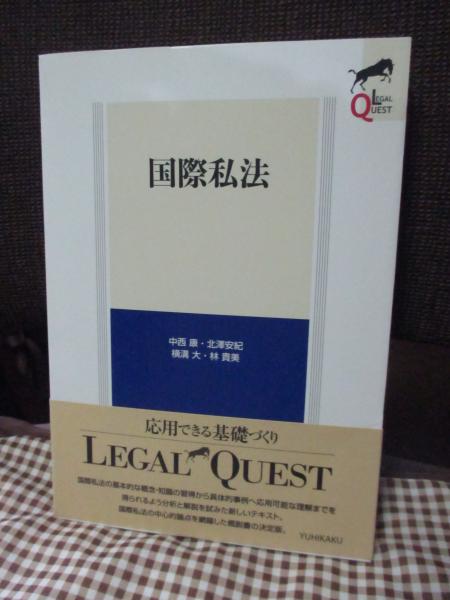 LEGAL
QUEST
国際私法
中西 康・北澤安紀
横溝 大・林 貴美
応用できる基礎づくり
LEGAL QUEST
国際私法の基本的な概念・知識の習得から具体的事例へ応用可能な理解までを
得られるよう分析と解説を試みた新しいテキスト。
国際私法の中心的論点を網羅した概説書の決定版。
YUHIKAKU